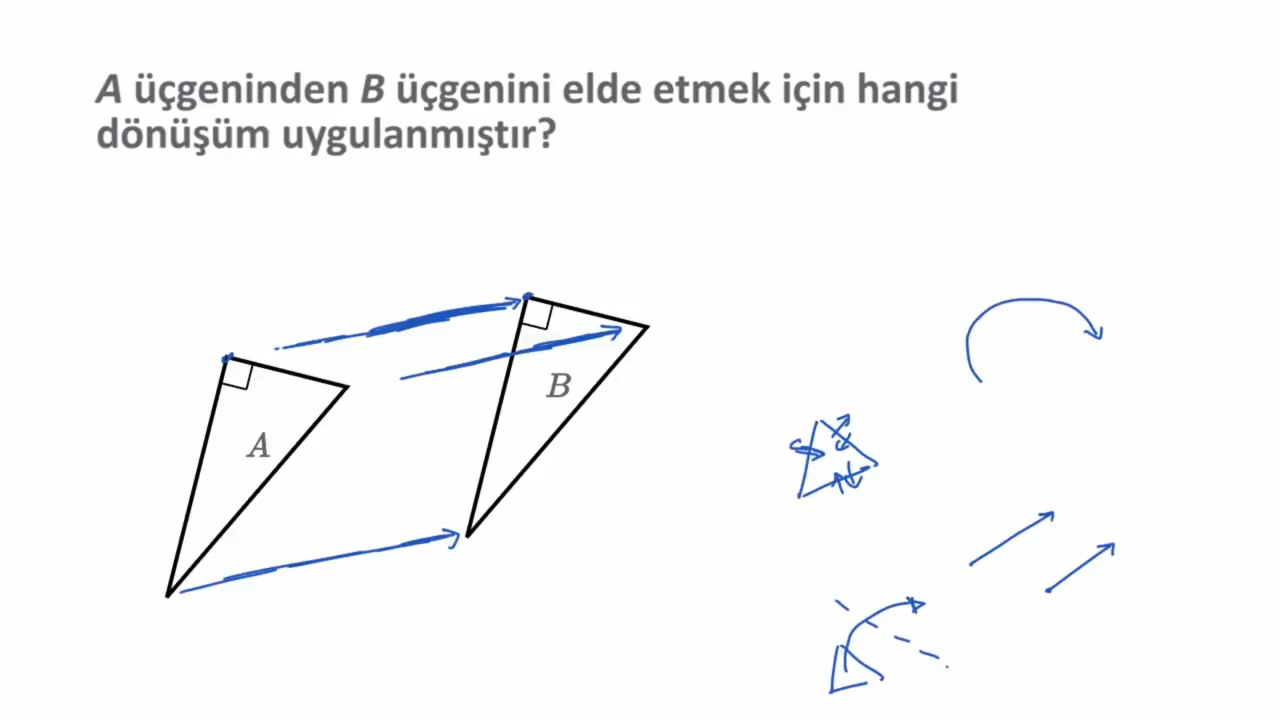 A üçgeninden B üçgenini elde etmek için hangi
dönüşüm uygulanmıştır?
B
A